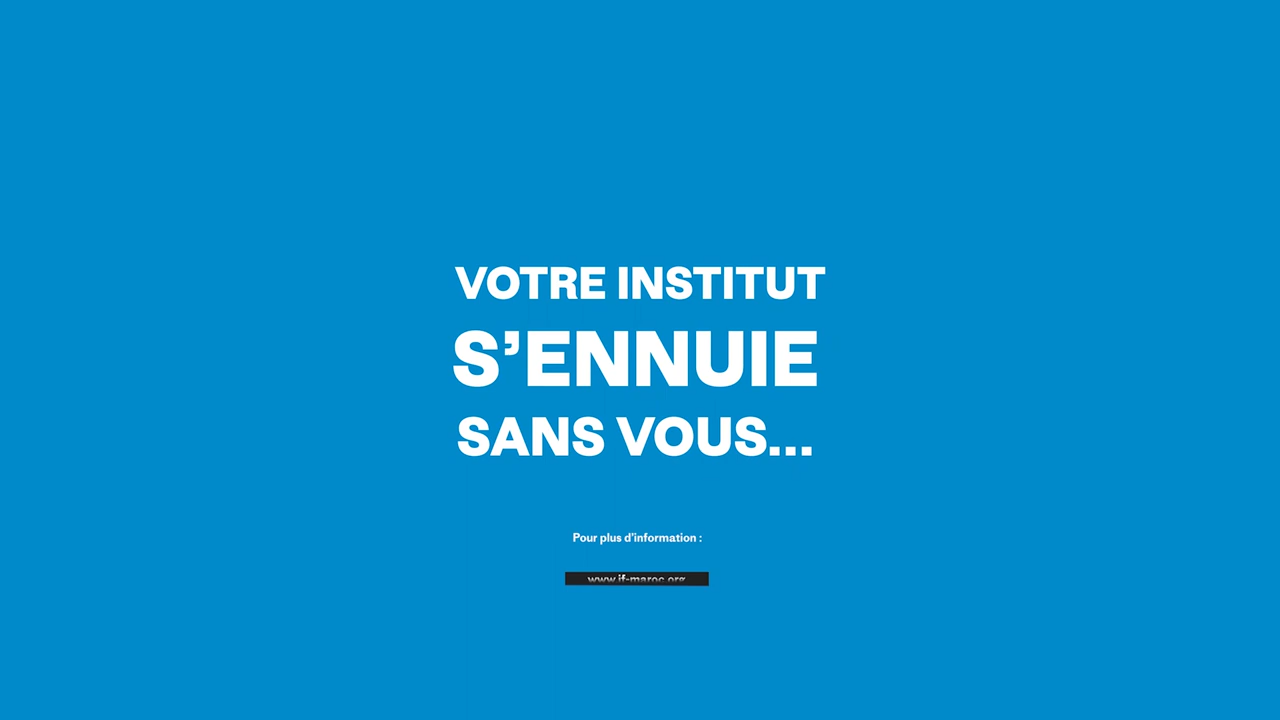 VOTRE INSTITUT
S’ENNUIE
SANS VOUS...
Pour plus d’information :
www.if-maroc.org